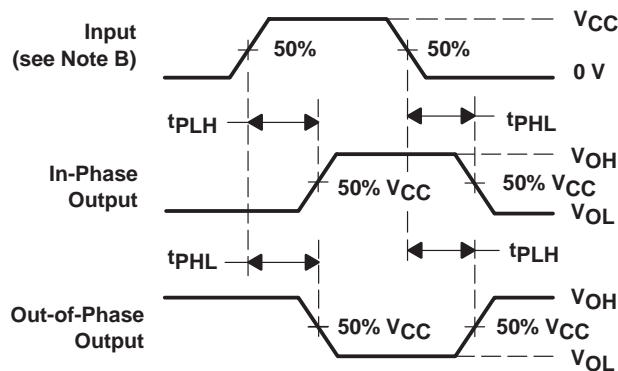 Input
(see Note B)
50%
50%
VCC
0 V
tPLH
tPHL
In-Phase
Output
50% VCC
50% VCC
VOH
VOL
tPHL
tPLH
Out-of-Phase
Output
50% VCC
50% VCC
VOH
VOL